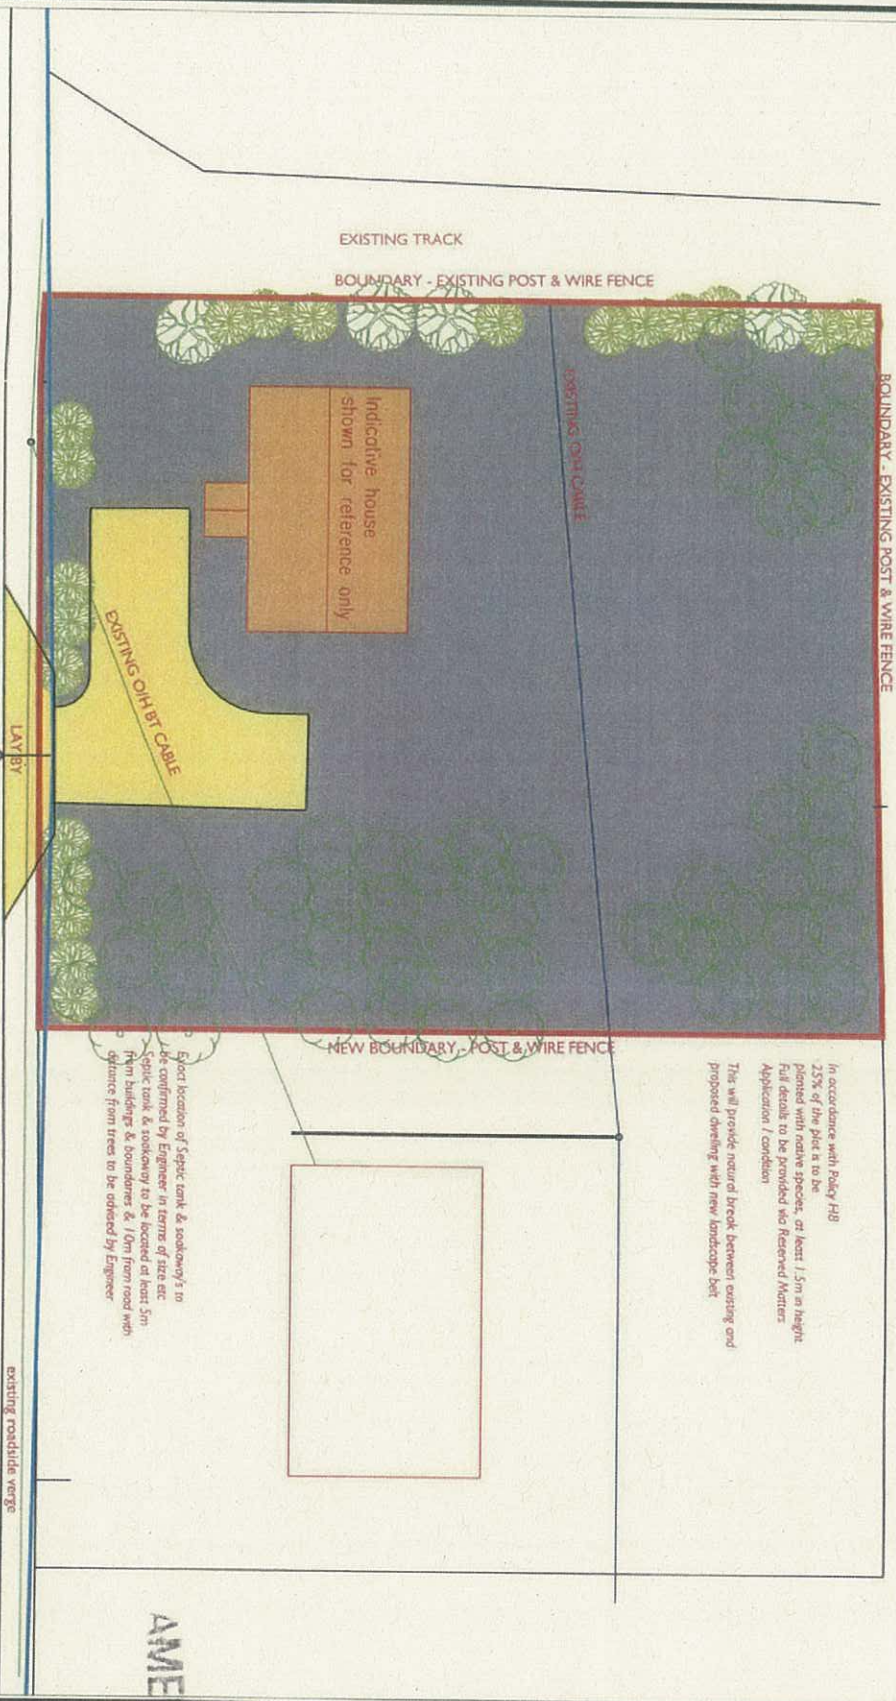 EXISTING TRACK
BOUNDARY - EXISTING POST & WIRE FENCE
BOUNDARY - EXISTING POST & WIRE FENCE
Indicative house
shown for reference only
EXISTING O/H CABLE
EXISTING O/H BT CABLE
LAY BY
NEW BOUNDARY - POST & WIRE FENCE
In accordance with Policy H8
25% of the plot is to be
planted with native species, at least 1.5m in height
Full details to be provided via Reserved Matters
Application / condition
This will provide natural break between existing and
proposed dwelling with new landscape belt
Exact location of Septic tank & soakaway's to
be confirmed by Engineer in terms of size etc
Septic tank & soakaway to be located at least 5m
from buildings & boundaries & 10m from road with
distance from trees to be advised by Engineer
existing roadside verge
AME